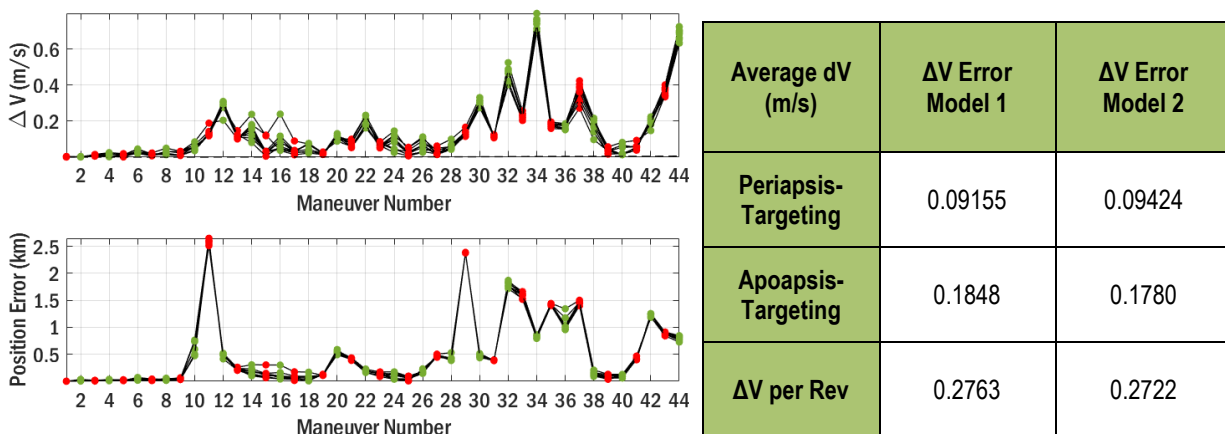 0.6
0.4
0.2
Δ V (m/s)
2 4 6 8 10 12 14 16 18 20 22 24 26 28 30 32 34 36 38 40 42 44
Maneuver Number
2.5
2
1.5
1
0.5
Position Error (km)
2 4 6 8 10 12 14 16 18 20 22 24 26 28 30 32 34 36 38 40 42 44
Maneuver Number
Average dV
(m/s)
ΔV Error
Model 1
ΔV Error
Model 2
Periapsis-
Targeting
0.09155
0.09424
Apoapsis-
Targeting
0.1848
0.1780
ΔV per Rev
0.2763
0.2722